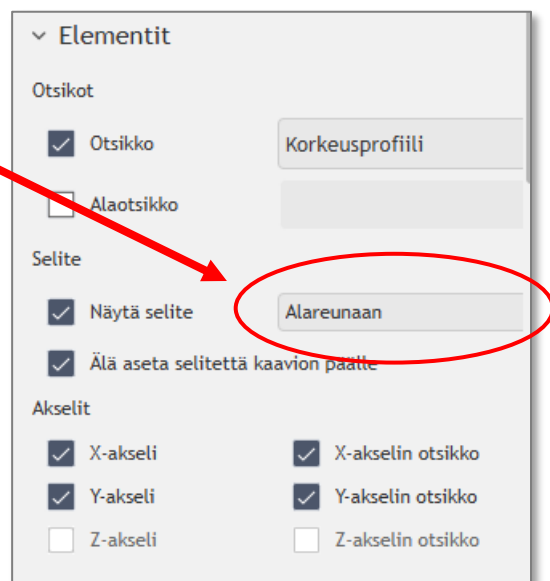 Elementit
Otsikot
Otsikko Korkeusprofiili
Alaotsikko
Selite
Näytä selite Alareunaan
Älä aseta selitettä kaavion päälle
Akselit
X-akseli X-akselin otsikko
Y-akseli Y-akselin otsikko
Z-akseli Z-akselin otsikko